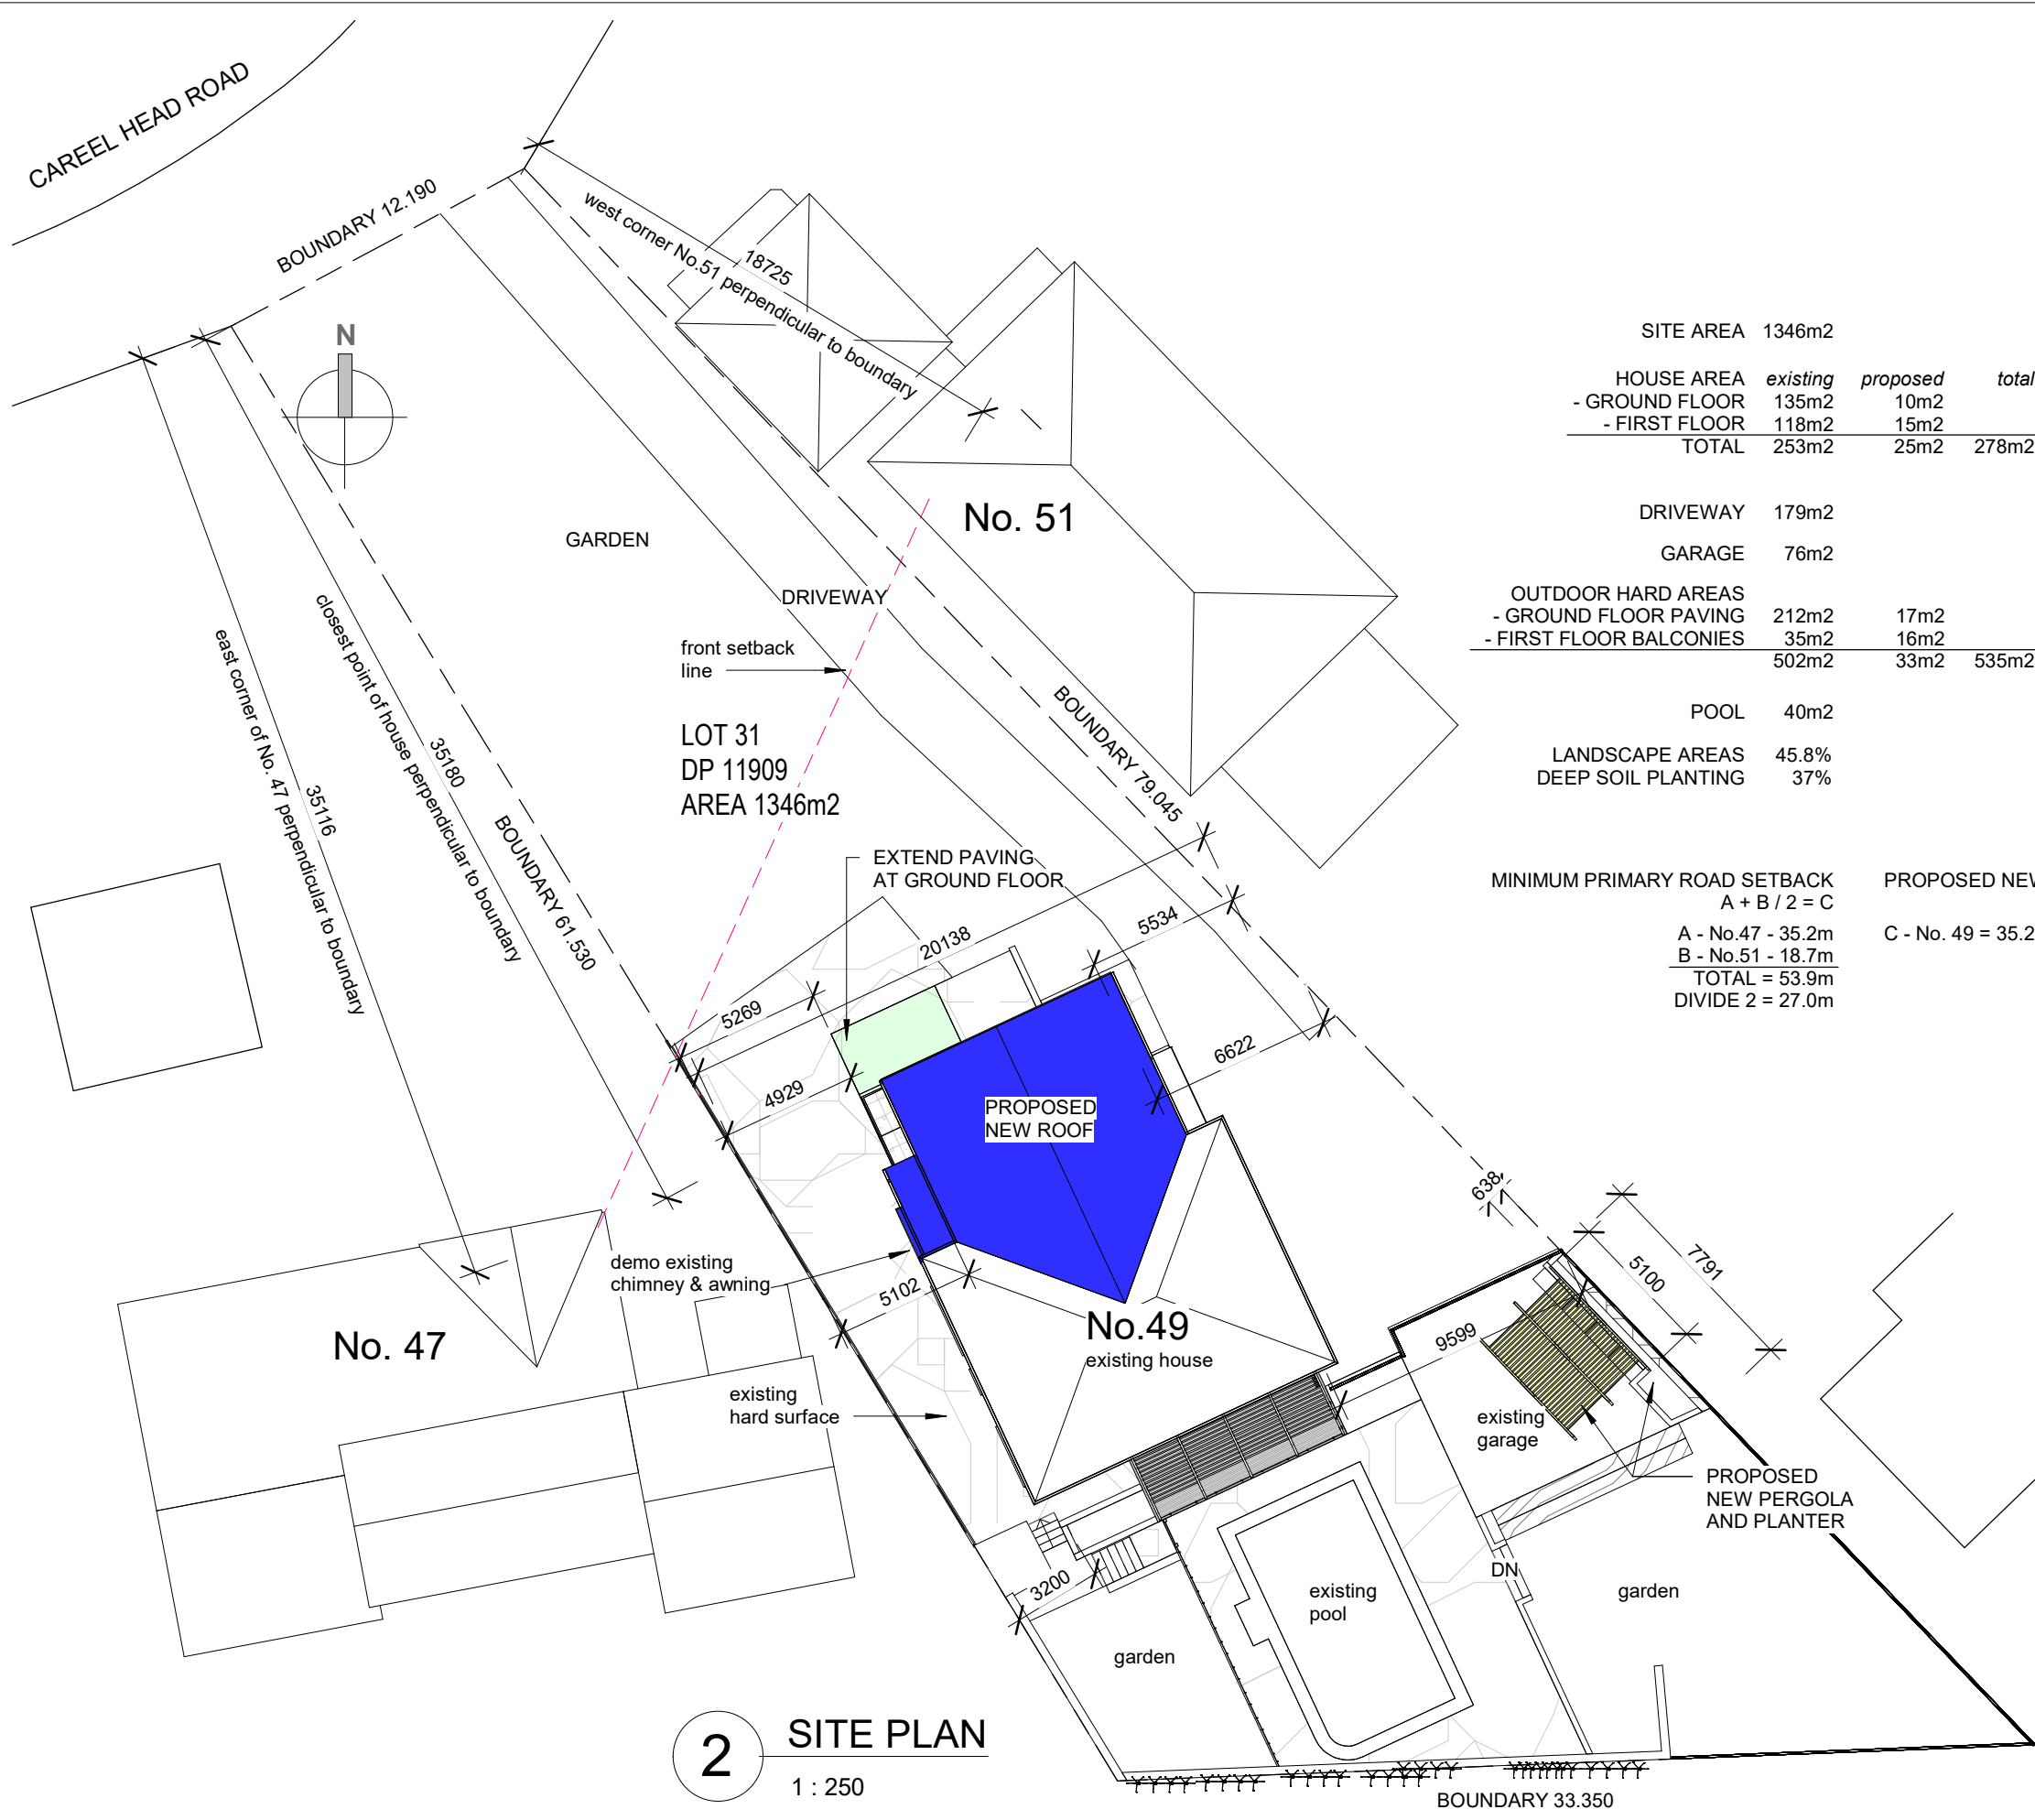 CAREEL HEAD ROAD
BOUNDARY 12.190
west corner No.51 perpendicular to boundary
18725
N
SITE AREA 1346m2
HOUSE AREA existing proposed total
- GROUND FLOOR 135m2 10m2
- FIRST FLOOR 118m2 15m2
TOTAL 253m2 25m2 278m2
DRIVEWAY 179m2
GARAGE 76m2
OUTDOOR HARD AREAS
- GROUND FLOOR PAVING 212m2 17m2
- FIRST FLOOR BALCONIES 35m2 16m2
502m2 33m2 535m2
POOL 40m2
LANDSCAPE AREAS 45.8%
DEEP SOIL PLANTING 37%
MINIMUM PRIMARY ROAD SETBACK PROPOSED NEW
A + B / 2 = C
A - No.47 - 35.2m C - No. 49 = 35.2
B - No.51 - 18.7m
TOTAL = 53.9m
DIVIDE 2 = 27.0m
No. 51
GARDEN
DRIVEWAY
front setback
line
LOT 31
DP 11909
AREA 1346m2
BOUNDARY 79.045
closest point of house perpendicular to boundary
35180
east corner of No. 47 perpendicular to boundary
35116
BOUNDARY 61.530
EXTEND PAVING
AT GROUND FLOOR
20138
5534
5269
4929
6622
PROPOSED
NEW ROOF
638
5100
7791
demo existing
chimney & awning
5102
No. 47
No.49
existing house
9599
existing
hard surface
existing
garage
PROPOSED
NEW PERGOLA
AND PLANTER
DN
3200
existing
pool
garden
garden
2
SITE PLAN
1 : 250
BOUNDARY 33.350